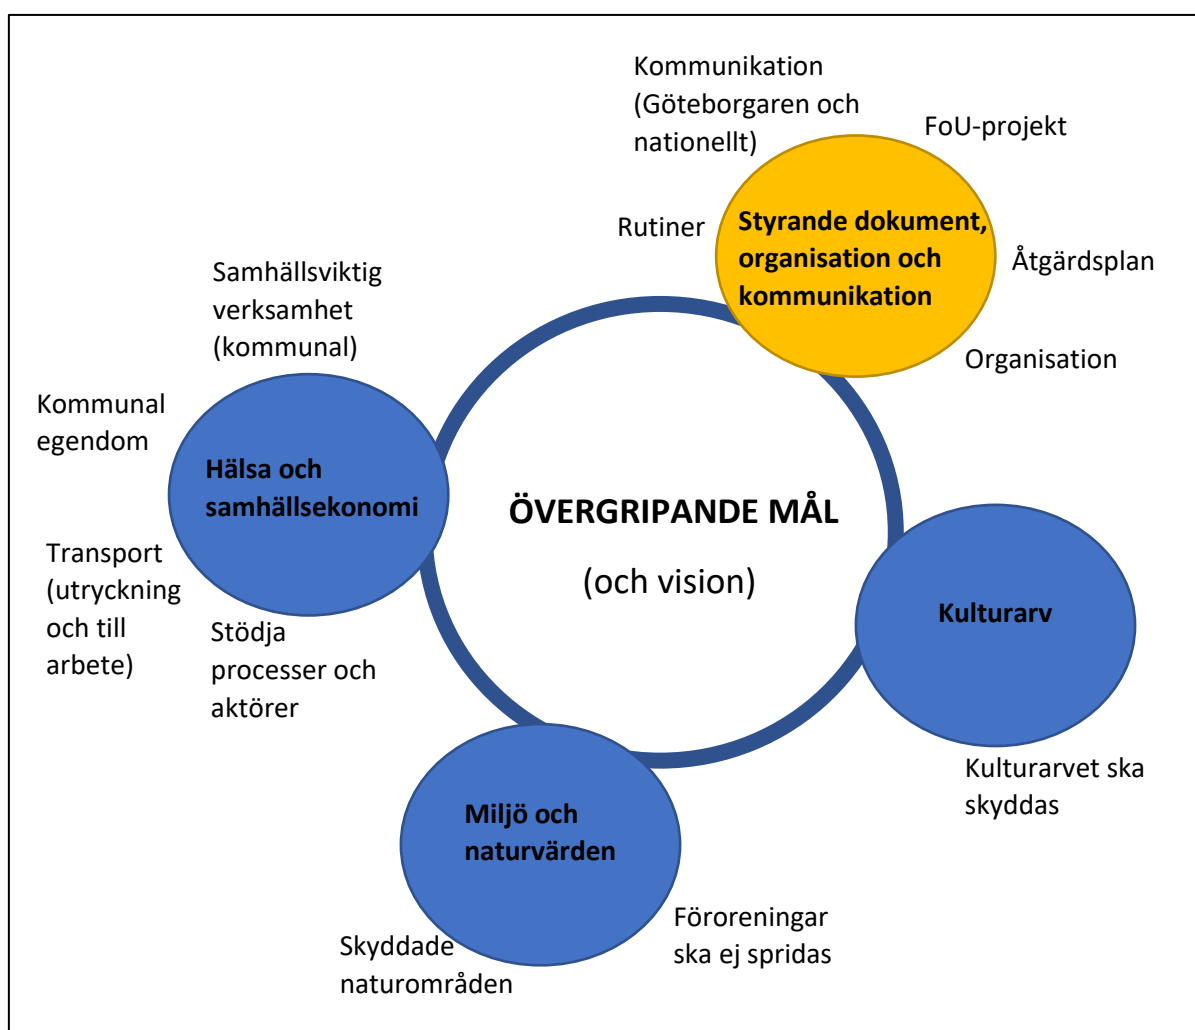 Kommunikation
(Göteborgaren och
nationellt)
FoU-projekt
Rutiner
Styrande dokument,
organisation och
kommunikation
Åtgärdsplan
Organisation
Samhällsviktig
verksamhet
(kommunal)
Kommunal
egendom
Hälsa och
samhällsekonomi
Transport
(utryckning
och till
arbete)
Stödja
processer och
aktörer
ÖVERGRIPANDE MÅL
(och vision)
Kulturarv
Kulturarvet ska
skyddas
Miljö och
naturvärden
Skyddade
naturområden
Föroreningar
ska ej spridas